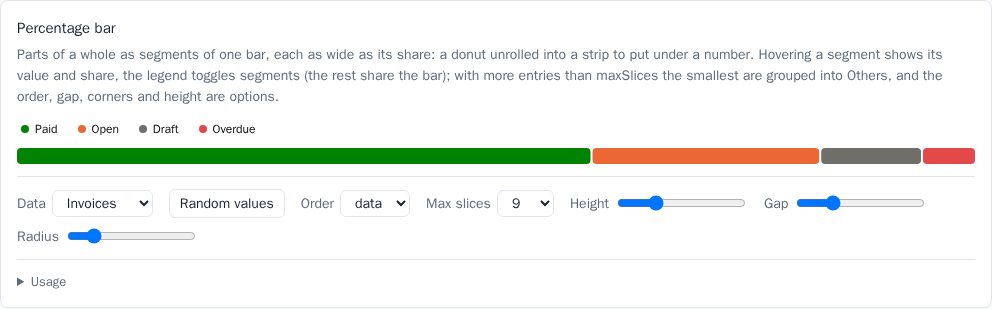 Percentage bar
Parts of a whole as segments of one bar, each as wide as its share: a donut unrolled into a strip to put under a number. Hovering a segment shows its
value and share, the legend toggles segments (the rest share the bar); with more entries than maxSlices the smallest are grouped into Others, and the
order, gap, corners and height are options.
Paid Open Draft Overdue
Data Invoices Random values Order data Max slices 9 Height Gap
Radius
Usage